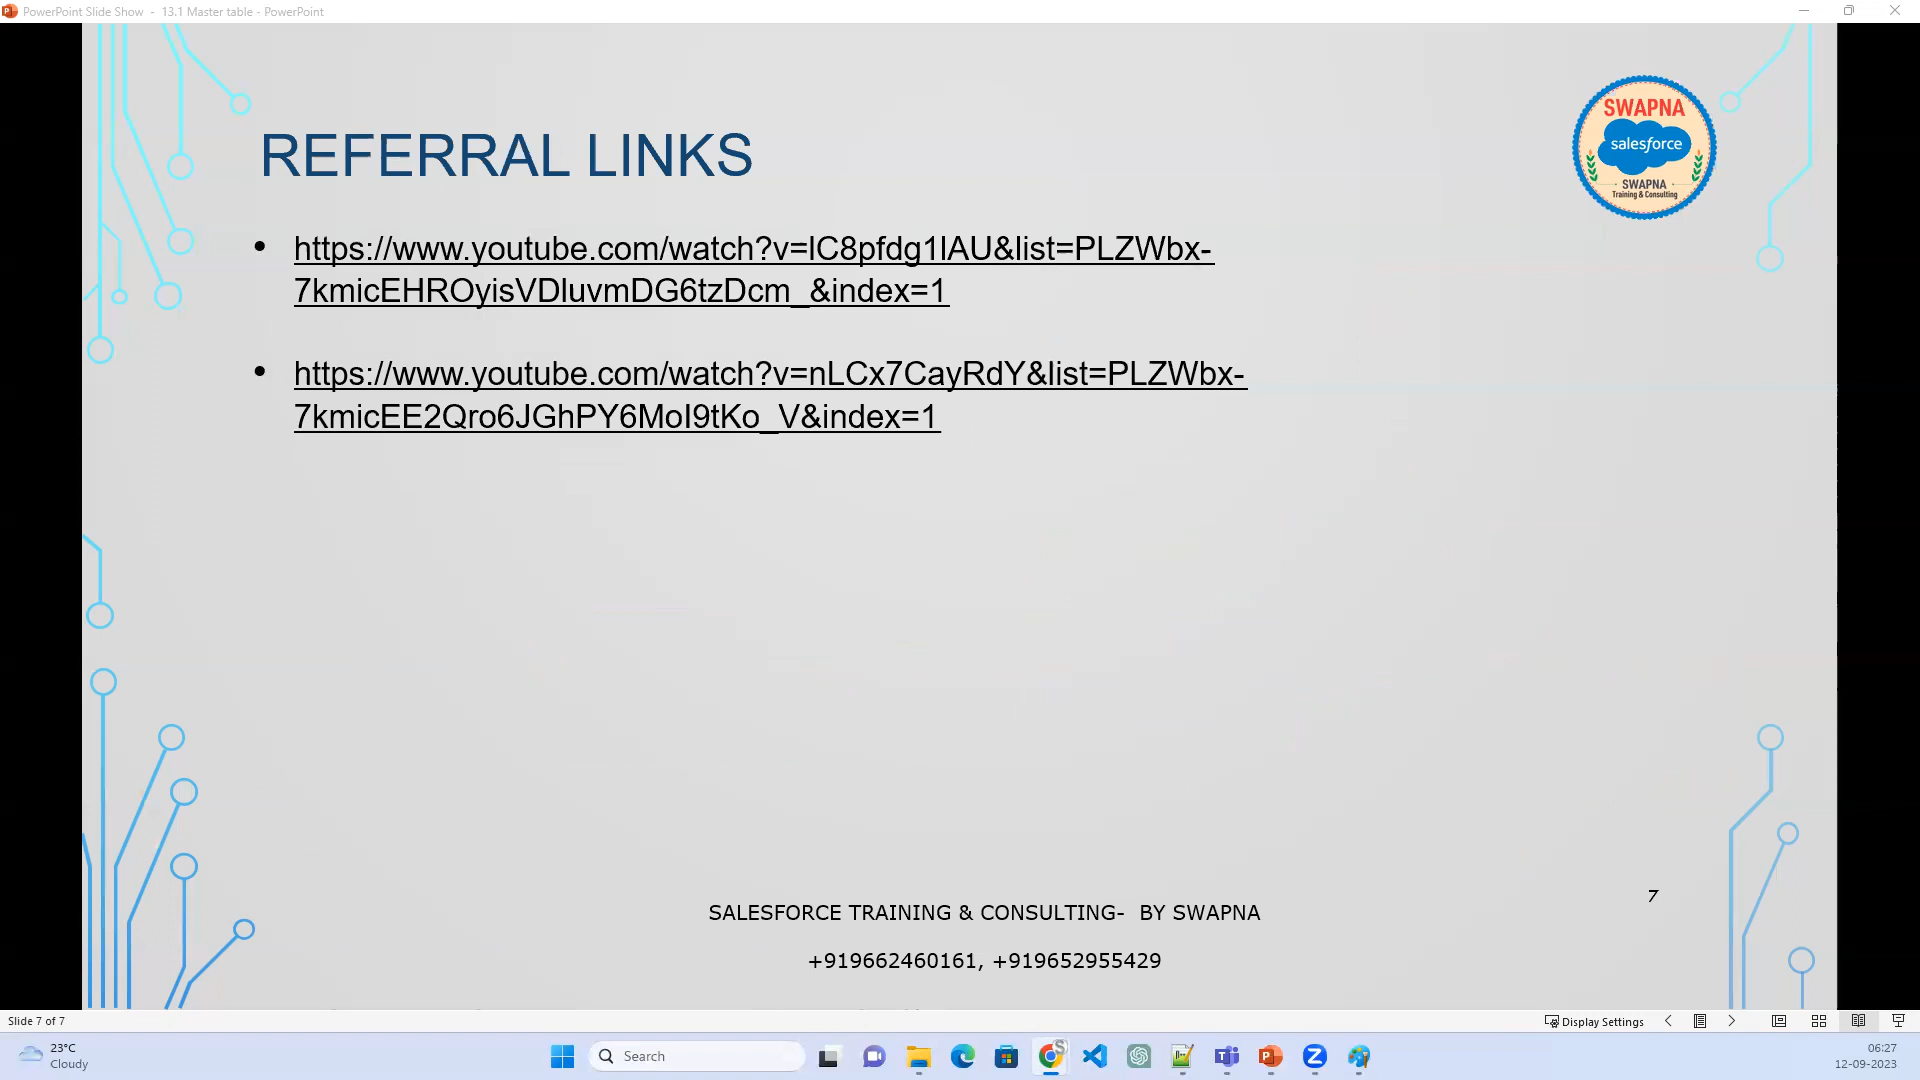 PowerPoint Slide Show - 13.1 Master table - PowerPoint
REFERRAL LINKS
SWAPNA
salesforce
SWAPNA
Training & Consulting
• https://www.youtube.com/watch?v=lC8pfdg1lAU&list=PLZWbx-
7kmicEHROyisVDluvmDG6tzDcm_&index=1
• https://www.youtube.com/watch?v=nLCx7CayRdY&list=PLZWbx-
7kmicEE2Qro6JGhPY6MoI9tKo_V&index=1
7
SALESFORCE TRAINING & CONSULTING- BY SWAPNA
+919662460161, +919652955429
Slide 7 of 7
Display Settings
23°C
Cloudy
Search
06:27
12-09-2023